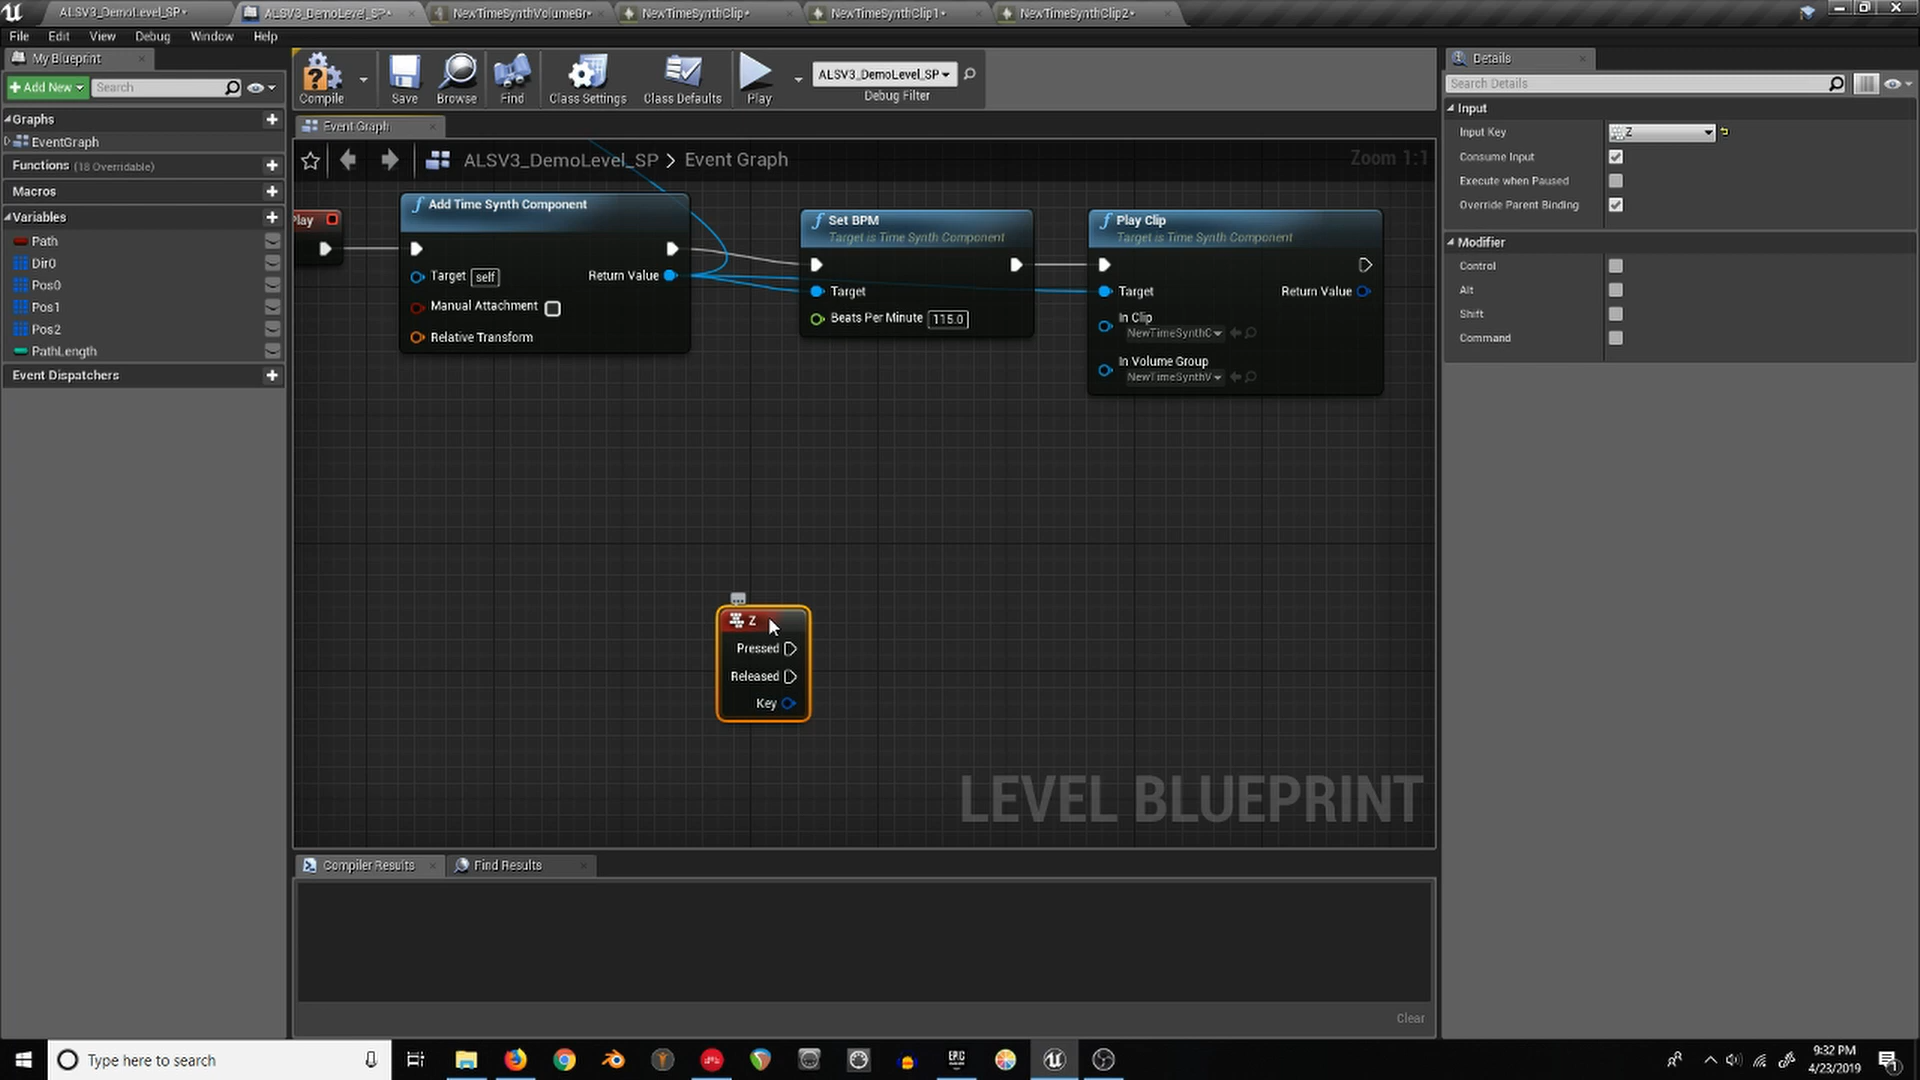 ALSV3_DemoLevel_SP*
ALSV3_DemoLevel_SP*
NewTimeSynthVolumeGr*
NewTimeSynthClip*
NewTimeSynthClip1*
NewTimeSynthClip2*
File Edit View Debug Window Help
My Blueprint
Add New
Search
Compile
Save
Browse
Find
Class Settings
Class Defaults
Play
ALSV3_DemoLevel_SP
Debug Filter
Details
Search Details
Graphs
EventGraph
Functions (18 Overridable)
Macros
Variables
Path
Dir0
Pos0
Pos1
Pos2
PathLength
Event Dispatchers
Event Graph
ALSV3_DemoLevel_SP > Event Graph
Zoom 1:1
Play
Add Time Synth Component
Target self
Return Value
Manual Attachment
Relative Transform
Set BPM
Target is Time Synth Component
Target
Beats Per Minute 115.0
Play Clip
Target is Time Synth Component
Target
Return Value
In Clip
NewTimeSynthC
In Volume Group
NewTimeSynthV
Z
Pressed
Released
Key
LEVEL BLUEPRINT
Input
Input Key Z
Consume Input
Execute when Paused
Override Parent Binding
Modifier
Control
Alt
Shift
Command
Compiler Results
Find Results
Clear
Type here to search
EPIC
9:32 PM
4/23/2019
1